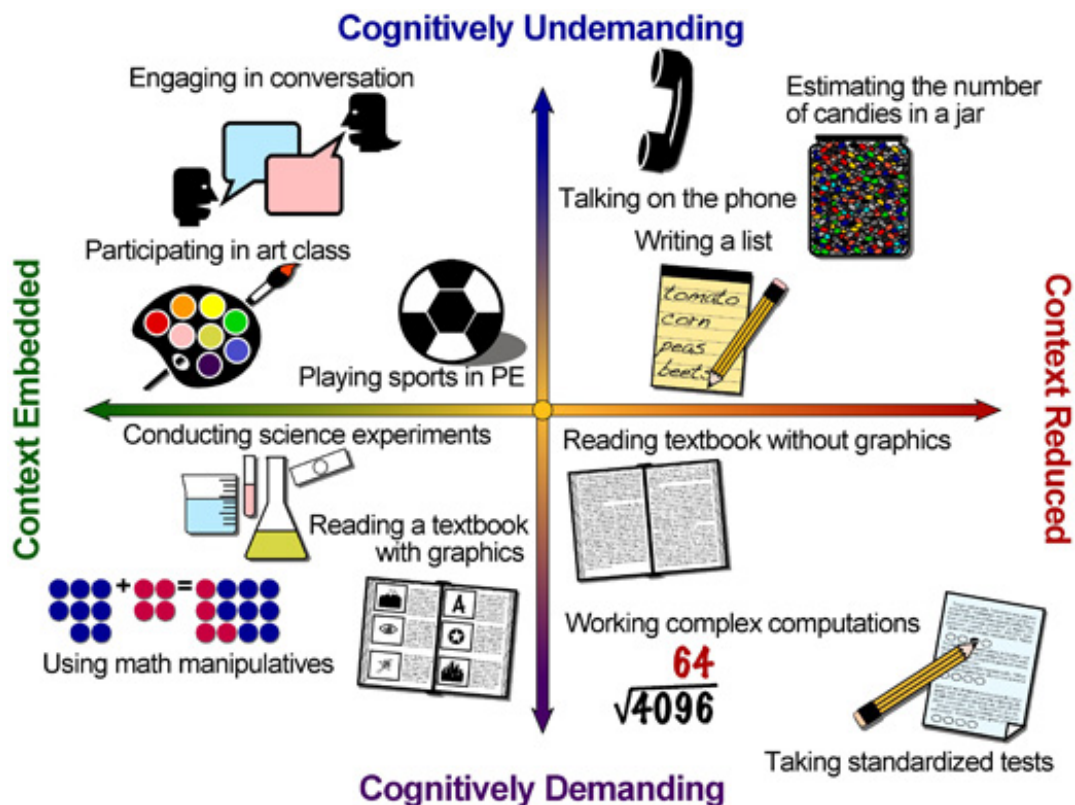 Cognitively Undemanding
Engaging in conversation
Estimating the number
of candies in a jar
Talking on the phone
Participating in art class
Writing a list
tomato
corn
peas
beets
Playing sports in PE
Context Embedded
Context Reduced
Conducting science experiments
Reading textbook without graphics
Reading a textbook
with graphics
A
+ =
Using math manipulatives
Working complex computations
64
√4096
Taking standardized tests
Cognitively Demanding